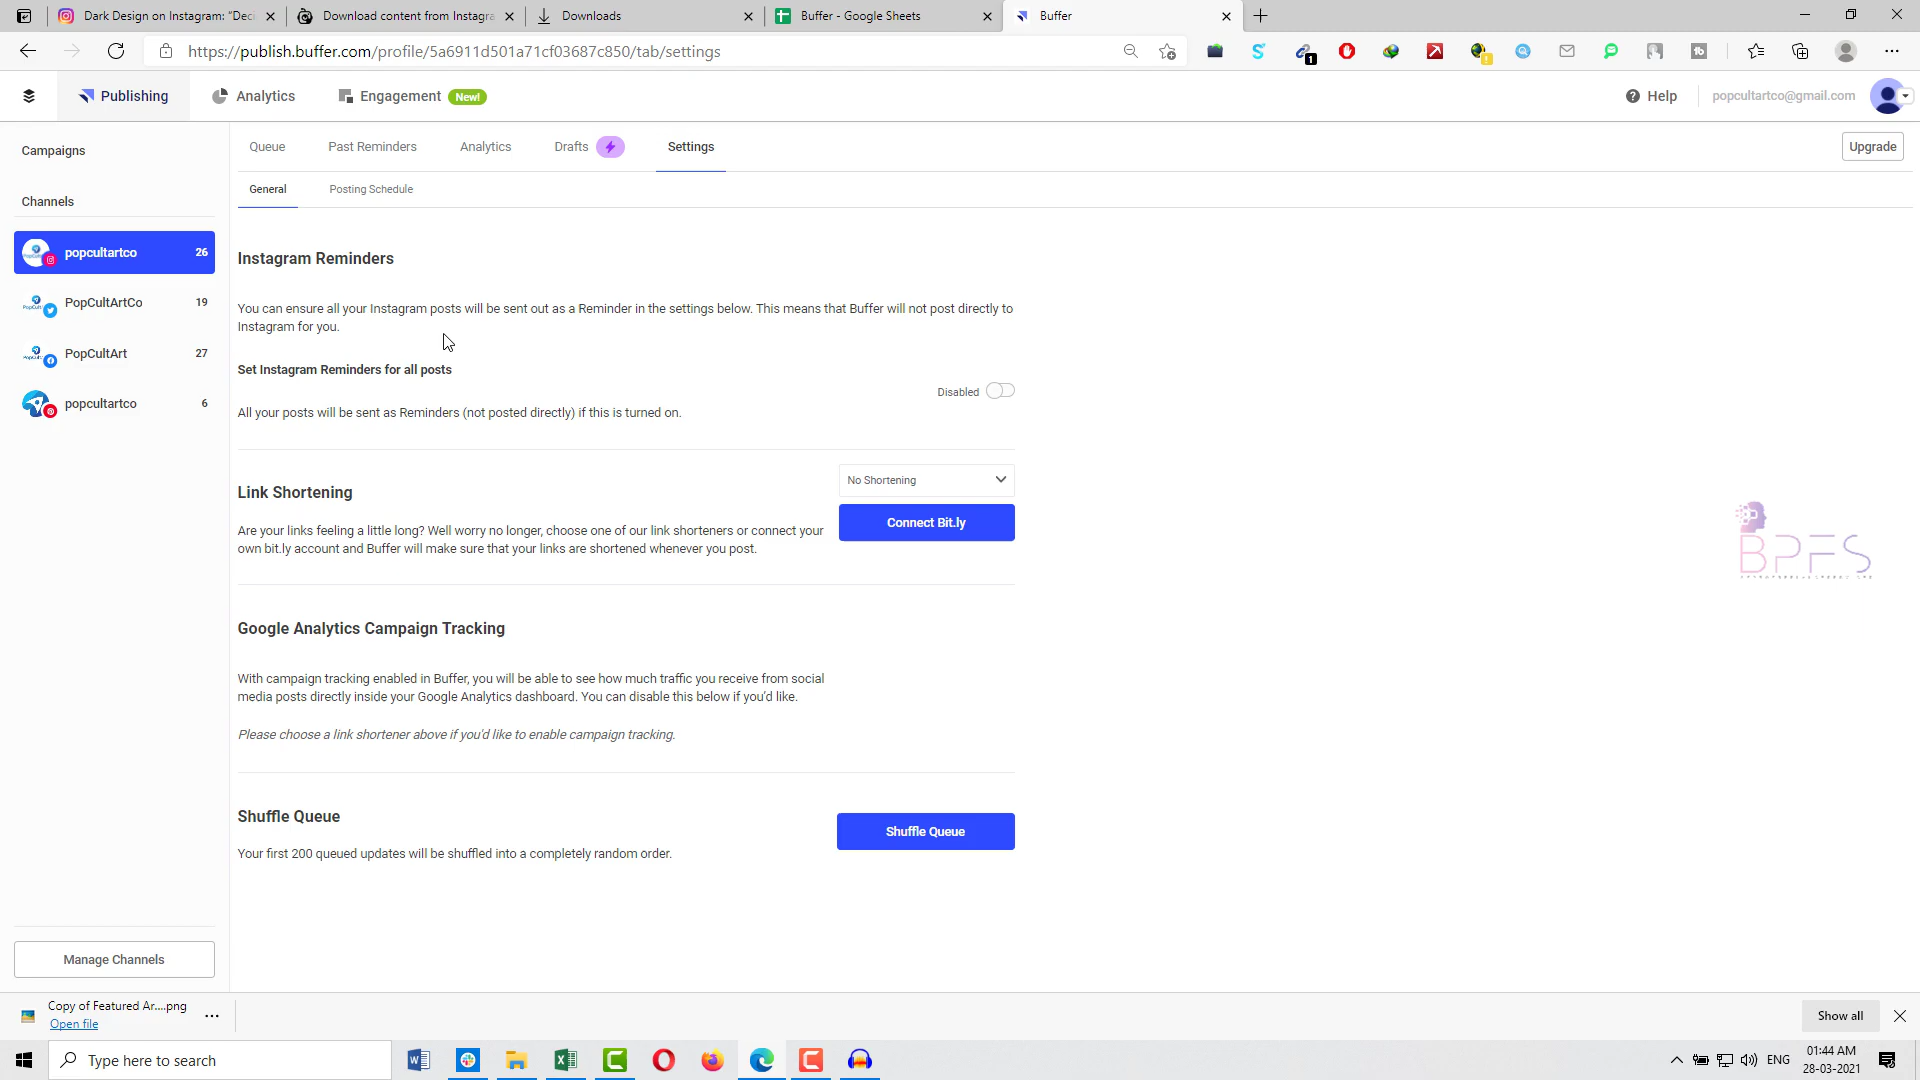 Dark Design on Instagram: "Deci
Download content from Instagra
Downloads
Buffer - Google Sheets
Buffer
https://publish.buffer.com/profile/5a6911d501a71cf03687c850/tab/settings
1
Publishing
Analytics
Engagement New!
Help
popcultartco@gmail.com
Campaigns
Queue
Past Reminders
Analytics
Drafts
Settings
Upgrade
General
Posting Schedule
Channels
popcultartco 26
PopCultArtCo 19
PopCultArt 27
popcultartco 6
Instagram Reminders
You can ensure all your Instagram posts will be sent out as a Reminder in the settings below. This means that Buffer will not post directly to
Instagram for you.
Set Instagram Reminders for all posts
Disabled
All your posts will be sent as Reminders (not posted directly) if this is turned on.
Link Shortening
No Shortening
Connect Bit.ly
Are your links feeling a little long? Well worry no longer, choose one of our link shorteners or connect your
own bit.ly account and Buffer will make sure that your links are shortened whenever you post.
BPFS
Google Analytics Campaign Tracking
With campaign tracking enabled in Buffer, you will be able to see how much traffic you receive from social
media posts directly inside your Google Analytics dashboard. You can disable this below if you'd like.
Please choose a link shortener above if you'd like to enable campaign tracking.
Shuffle Queue
Shuffle Queue
Your first 200 queued updates will be shuffled into a completely random order.
Manage Channels
Copy of Featured Ar....png
Open file
Show all
Type here to search
ENG
01:44 AM
28-03-2021